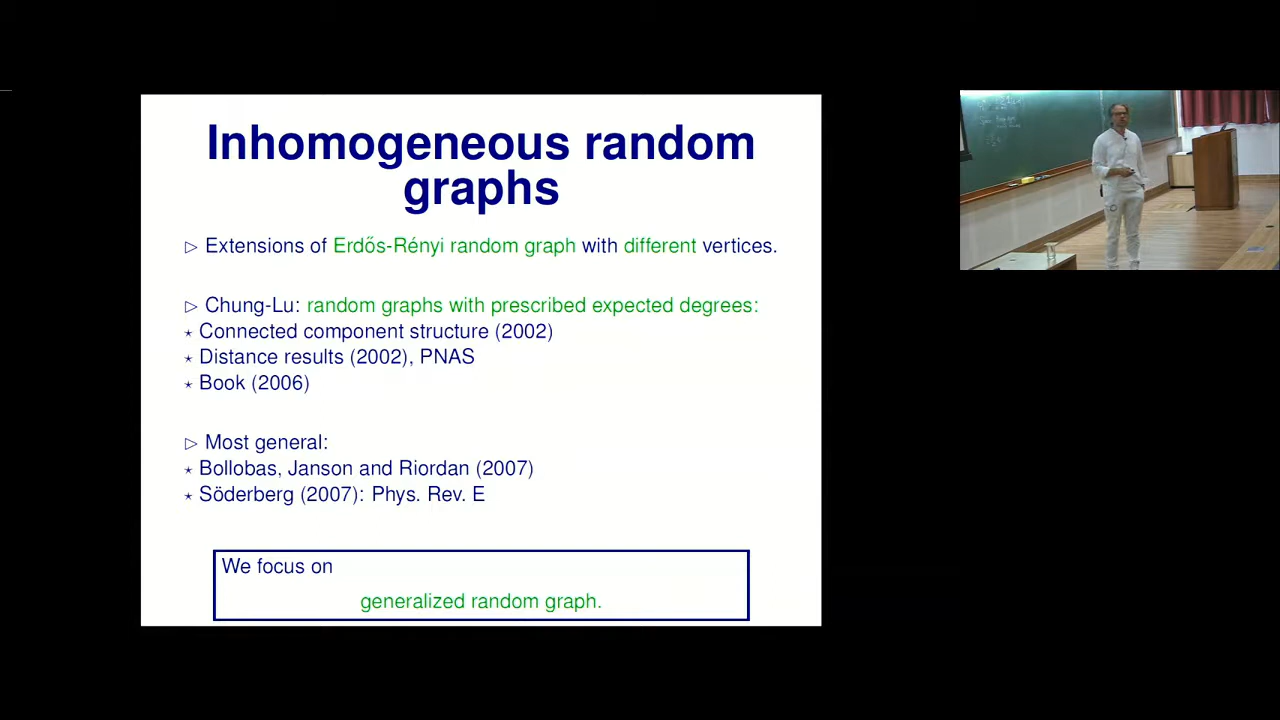 Inhomogeneous random
graphs
▷ Extensions of Erdős-Rényi random graph with different vertices.
▷ Chung-Lu: random graphs with prescribed expected degrees:
⋆ Connected component structure (2002)
⋆ Distance results (2002), PNAS
⋆ Book (2006)
▷ Most general:
⋆ Bollobas, Janson and Riordan (2007)
⋆ Söderberg (2007): Phys. Rev. E
We focus on
generalized random graph.